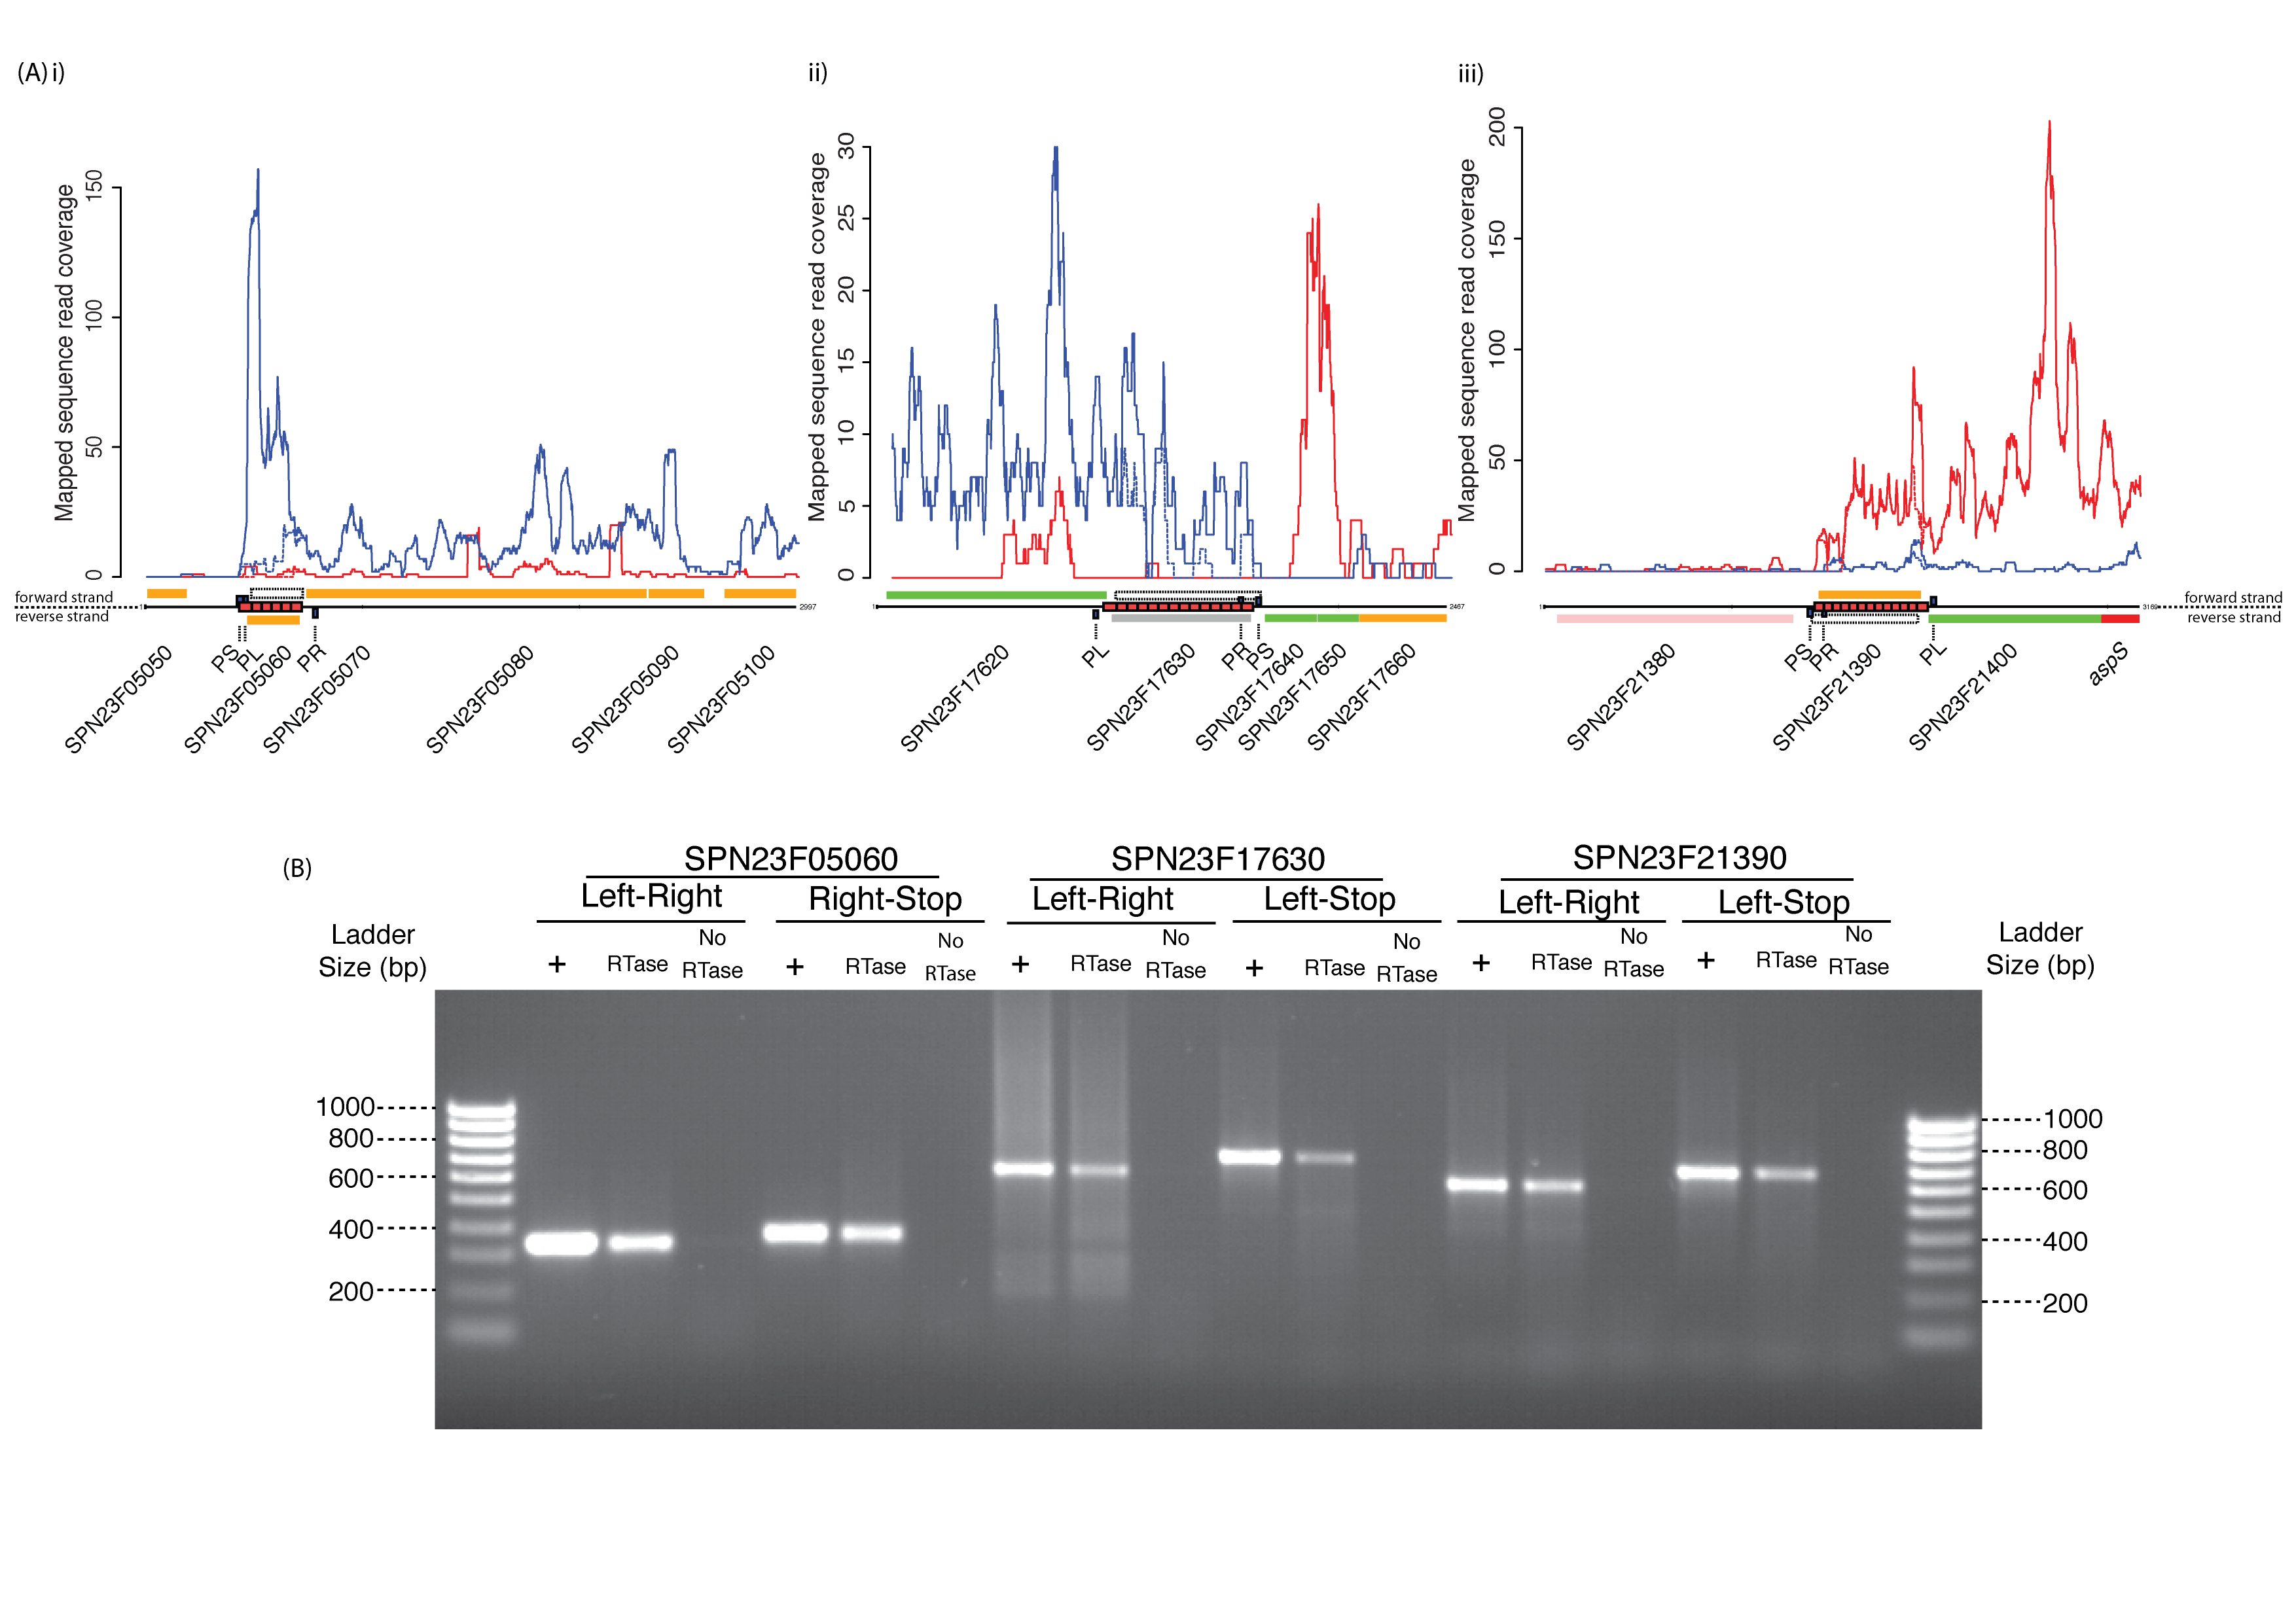 (A) i)
ii)
iii)
Mapped sequence read coverage
0
50
100
150
Mapped sequence read coverage
0
5
10
15
20
25
30
Mapped sequence read coverage
0
50
100
150
200
forward strand
reverse strand
1
2997
1
2467
1
3169
forward strand
reverse strand
SPN23F05050
PS
PL
SPN23F05060
PR
SPN23F05070
SPN23F05080
SPN23F05090
SPN23F05100
SPN23F17620
PL
SPN23F17630
PR
PS
SPN23F17640
SPN23F17650
SPN23F17660
SPN23F21380
PS
PR
SPN23F21390
PL
SPN23F21400
aspS
(B)
SPN23F05060 SPN23F17630 SPN23F21390
Left-Right Right-Stop Left-Right Left-Stop Left-Right Left-Stop
Ladder No No No No No No Ladder
Size (bp) + RTase RTase + RTase RTase + RTase RTase + RTase RTase + RTase RTase + RTase RTase Size (bp)
1000 1000
800 800
600 600
400 400
200 200